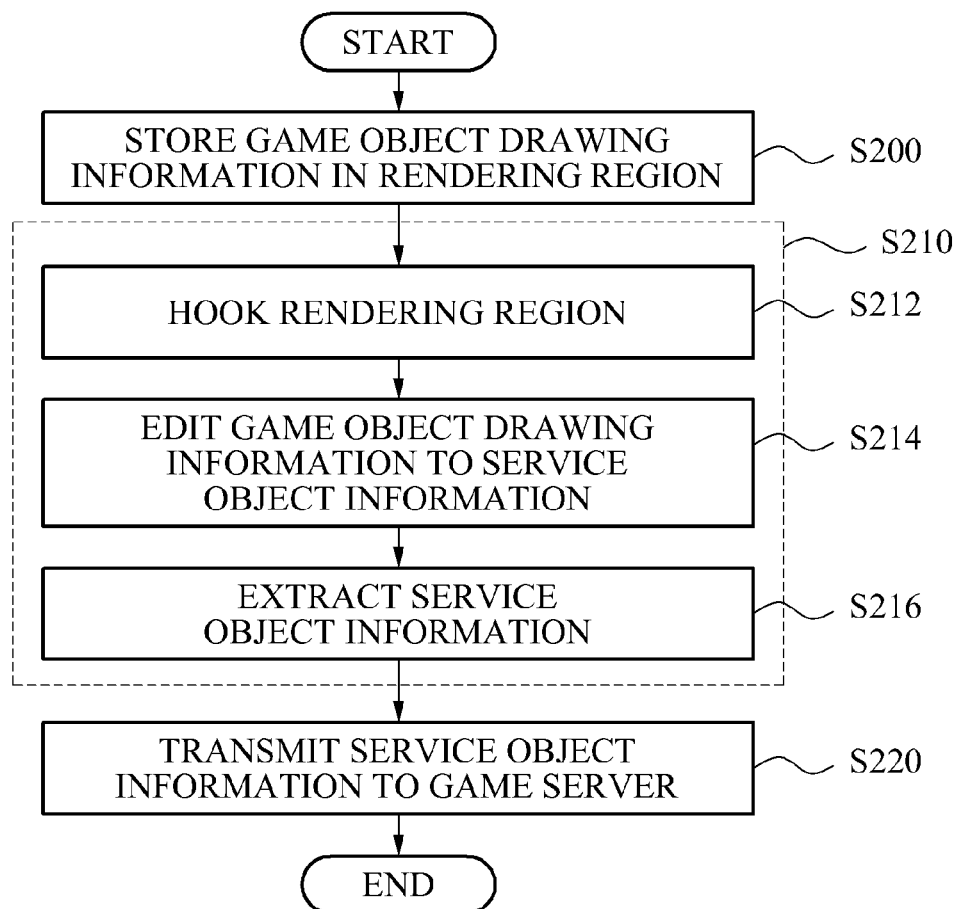 START
STORE GAME OBJECT DRAWING
INFORMATION IN RENDERING REGION
S200
S210
HOOK RENDERING REGION
S212
EDIT GAME OBJECT DRAWING
INFORMATION TO SERVICE
OBJECT INFORMATION
S214
EXTRACT SERVICE
OBJECT INFORMATION
S216
TRANSMIT SERVICE OBJECT
INFORMATION TO GAME SERVER
S220
END